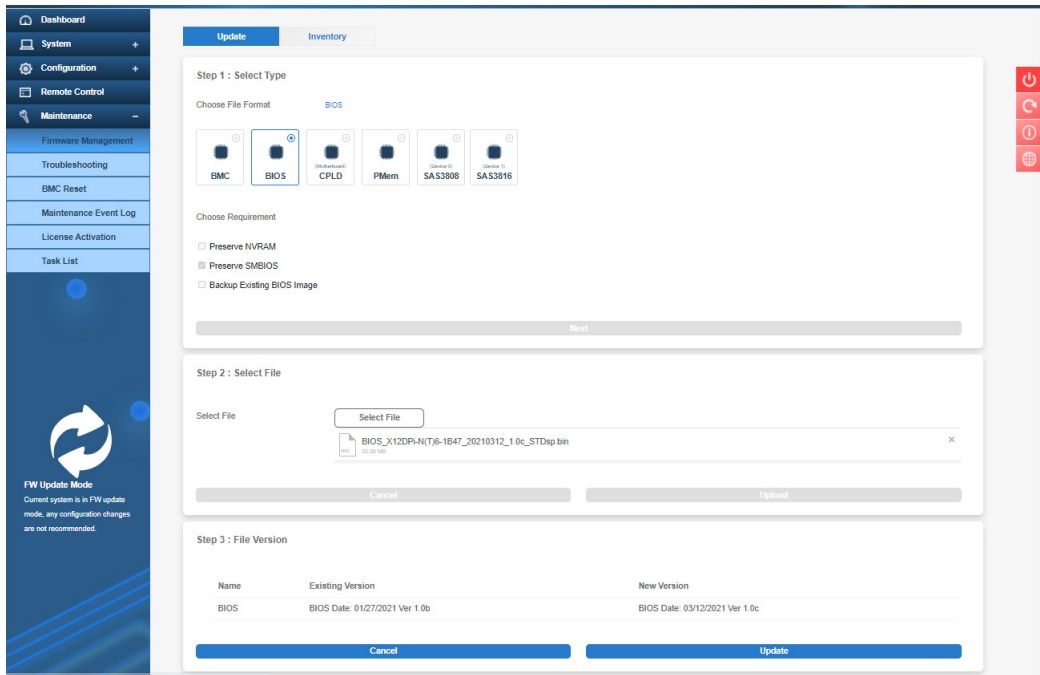 Dashboard
System +
Configuration +
Remote Control
Maintenance –
Firmware Management
Troubleshooting
BMC Reset
Maintenance Event Log
License Activation
Task List
FW Update Mode
Current system is in FW update
mode, any configuration changes
are not recommended.
Update Inventory
Step 1 : Select Type
Choose File Format BIOS
BMC
BIOS
(Motherboard)
CPLD
PMem
(Device 0)
SAS3808
(Device 1)
SAS3816
Choose Requirement
Preserve NVRAM
Preserve SMBIOS
Backup Existing BIOS Image
Next
Step 2 : Select File
Select File Select File
BIOS_X12DPi-N(T)6-1B47_20210312_1.0c_STDsp.bin ×
32.00 MB
Cancel Upload
Step 3 : File Version
Name Existing Version New Version
BIOS BIOS Date: 01/27/2021 Ver 1.0b BIOS Date: 03/12/2021 Ver 1.0c
Cancel Update